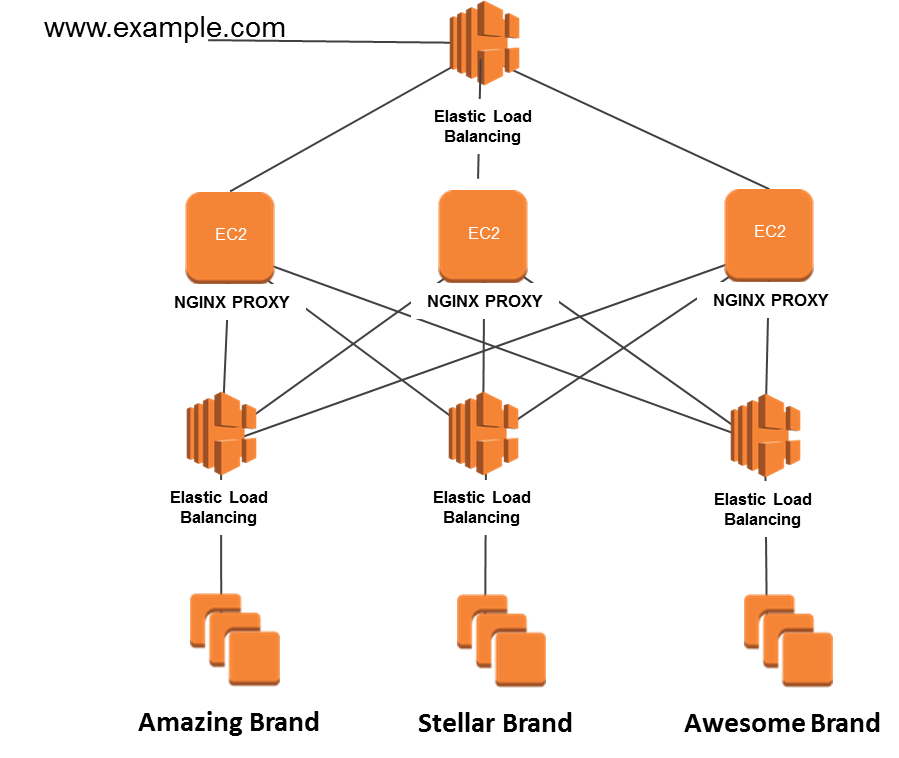 www.example.com
Elastic Load
Balancing
EC2
EC2
EC2
NGINX PROXY
NGINX PROXY
NGINX PROXY
Elastic Load
Balancing
Elastic Load
Balancing
Elastic Load
Balancing
Amazing Brand
Stellar Brand
Awesome Brand